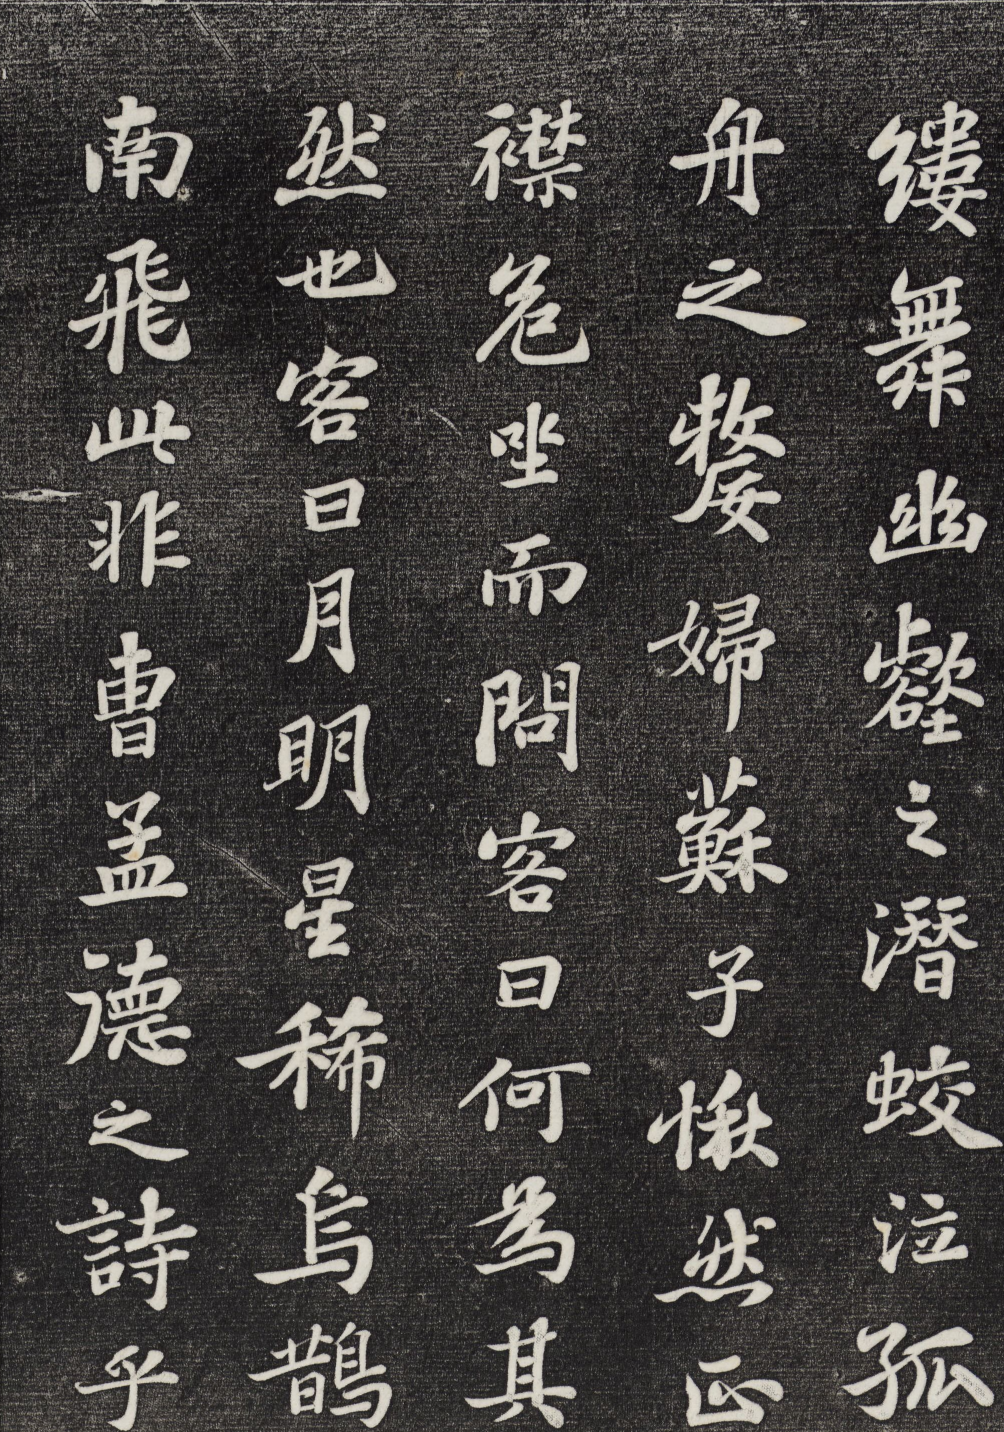 縷舞幽壑之潛蛟泣孤
舟之嫠婦蘇子愀然正
襟危坐而問客曰何為其
然也客曰月明星稀烏鵲
南飛此非曹孟德之詩乎